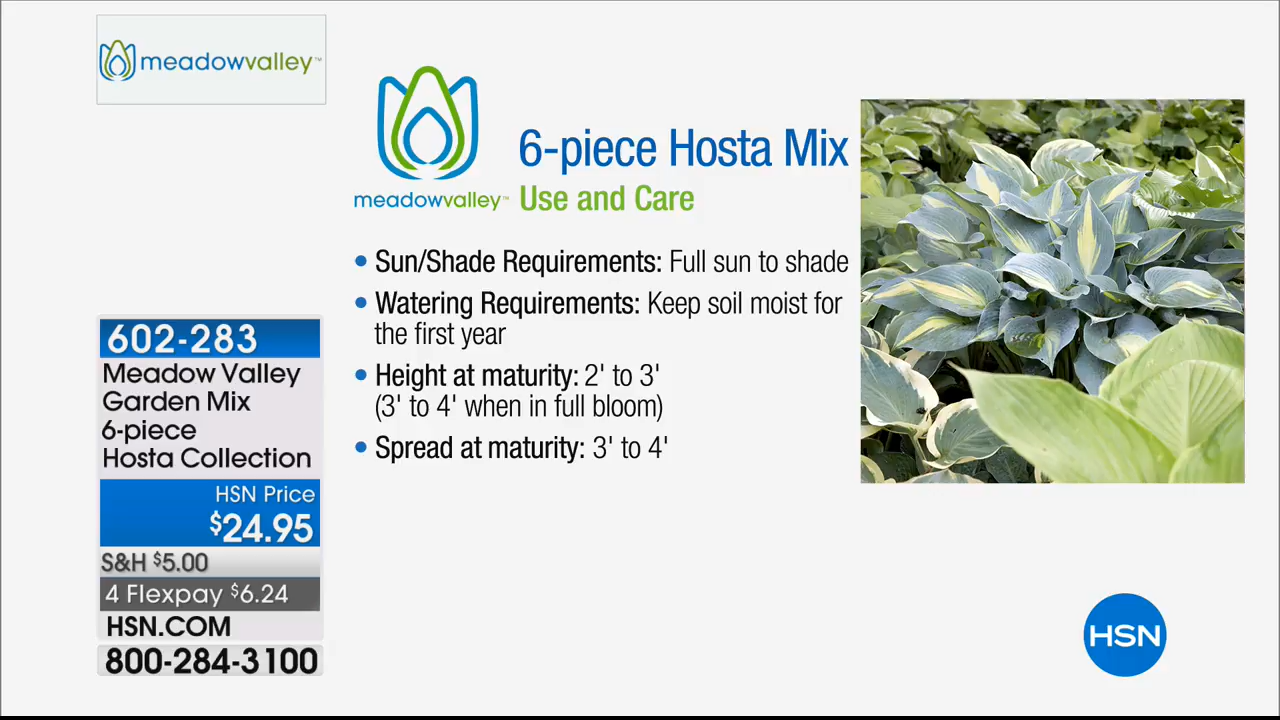 meadowvalley™
6-piece Hosta Mix
meadowvalley™ Use and Care
• Sun/Shade Requirements: Full sun to shade
• Watering Requirements: Keep soil moist for
the first year
• Height at maturity: 2' to 3'
(3' to 4' when in full bloom)
• Spread at maturity: 3' to 4'
602-283
Meadow Valley
Garden Mix
6-piece
Hosta Collection
HSN Price
$24.95
S&H $5.00
4 Flexpay $6.24
HSN.COM
800-284-3100
HSN